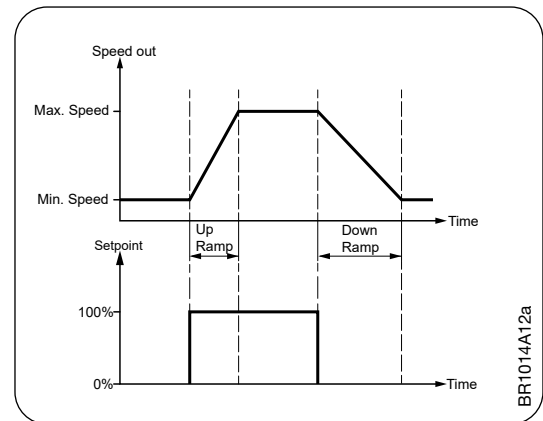 Speed out
Max. Speed
Min. Speed
Time
Up
Ramp
Down
Ramp
Setpoint
100%
0%
Time
BR1014A12a